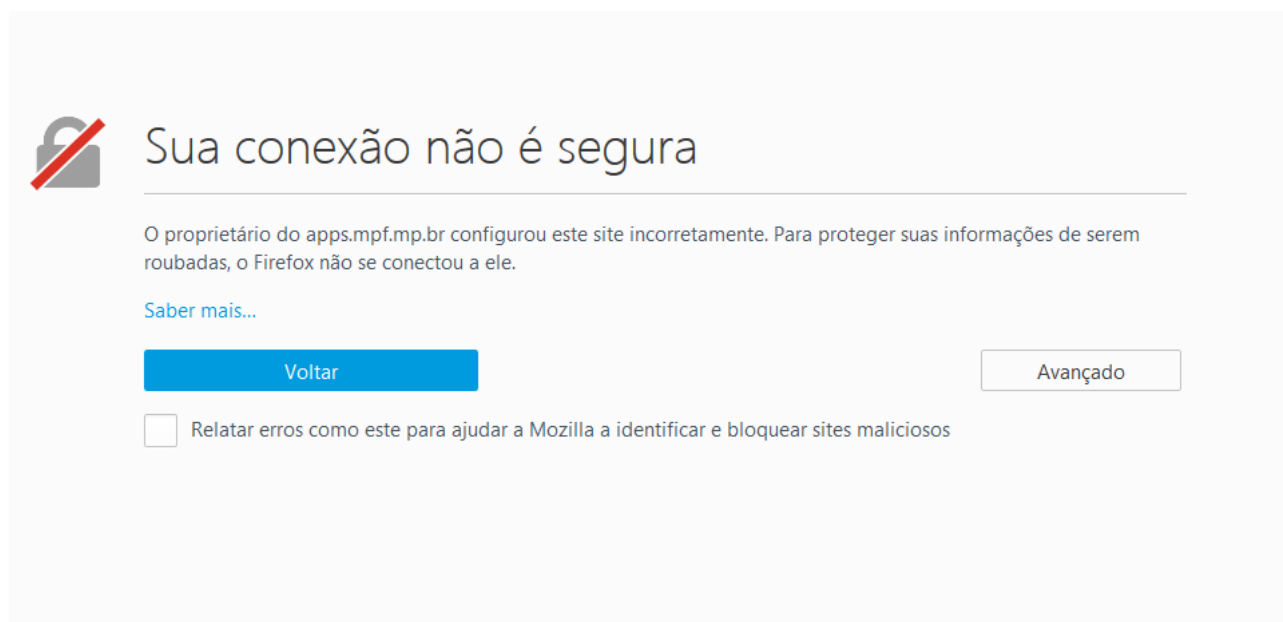 Sua conexão não é segura
O proprietário do apps.mpf.mp.br configurou este site incorretamente. Para proteger suas informações de serem
roubadas, o Firefox não se conectou a ele.
Saber mais...
Voltar
Avançado
Relatar erros como este para ajudar a Mozilla a identificar e bloquear sites maliciosos